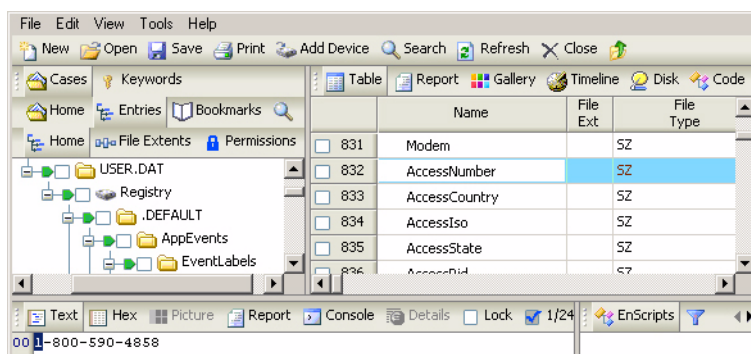 File Edit View Tools Help
New Open Save Print Add Device Search Refresh Close
Cases Keywords
Table Report Gallery Timeline Disk Code
Home Entries Bookmarks
Name File Ext File Type
Home File Extents Permissions
USER.DAT
Registry
.DEFAULT
AppEvents
EventLabels
831 Modem SZ
832 AccessNumber SZ
833 AccessCountry SZ
834 AccessIso SZ
835 AccessState SZ
836 SZ
Text Hex Picture Report Console Details Lock 1/24 EnScripts
00 1-800-590-4858